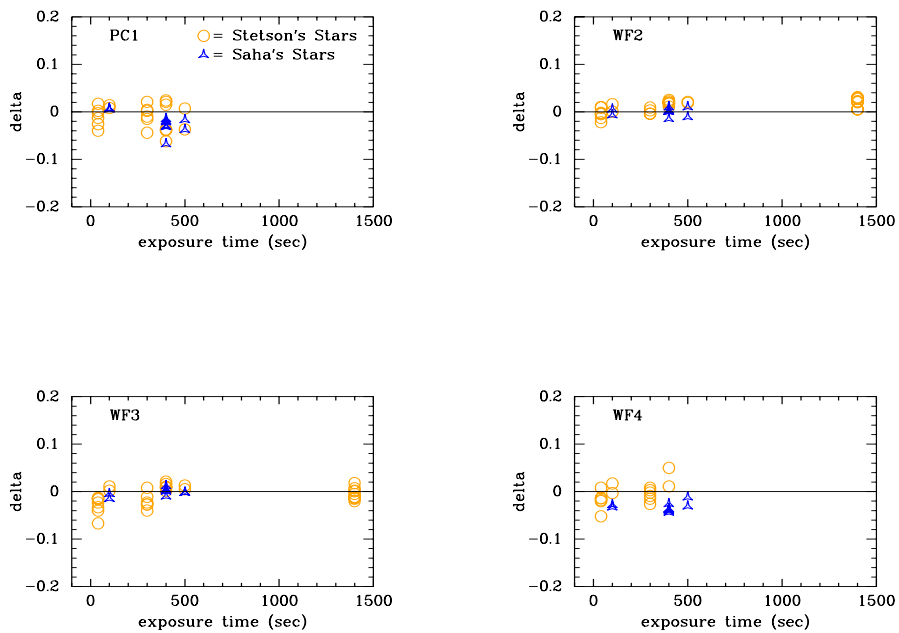 0.2
0.1
0
−0.1
−0.2
delta
PC1
= Stetson's Stars
= Saha's Stars
0 500 1000 1500
exposure time (sec)
0.2
0.1
0
−0.1
−0.2
delta
WF2
0 500 1000 1500
exposure time (sec)
0.2
0.1
0
−0.1
−0.2
delta
WF3
0 500 1000 1500
exposure time (sec)
0.2
0.1
0
−0.1
−0.2
delta
WF4
0 500 1000 1500
exposure time (sec)